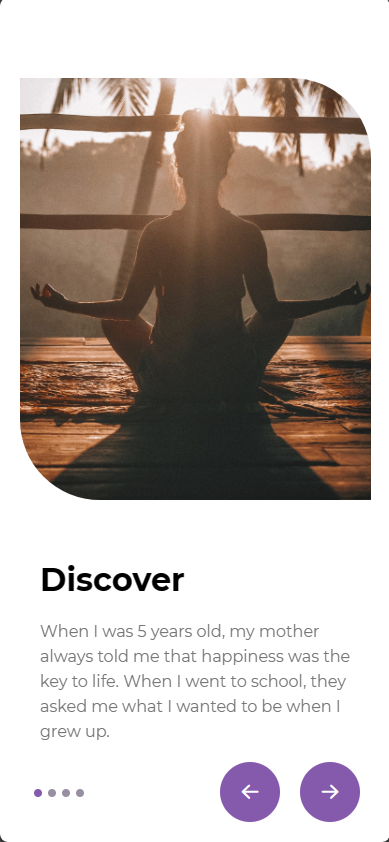 Discover
When I was 5 years old, my mother
always told me that happiness was the
key to life. When I went to school, they
asked me what I wanted to be when I
grew up.